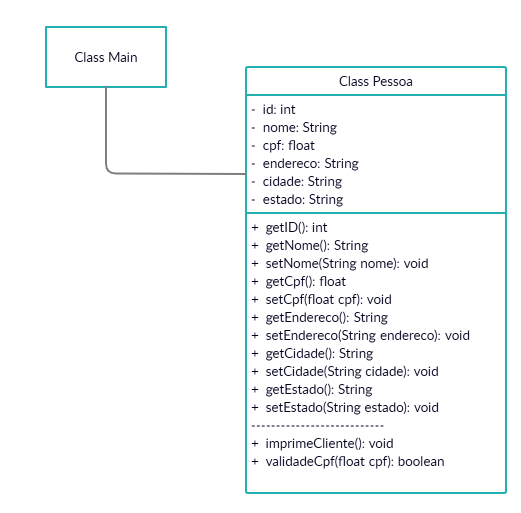 Class Main
Class Pessoa
- id: int
- nome: String
- cpf: float
- endereco: String
- cidade: String
- estado: String
+ getID(): int
+ getNome(): String
+ setNome(String nome): void
+ getCpf(): float
+ setCpf(float cpf): void
+ getEndereco(): String
+ setEndereco(String endereco): void
+ getCidade(): String
+ setCidade(String cidade): void
+ getEstado(): String
+ setEstado(String estado): void
---------------------------
+ imprimeCliente(): void
+ validadeCpf(float cpf): boolean